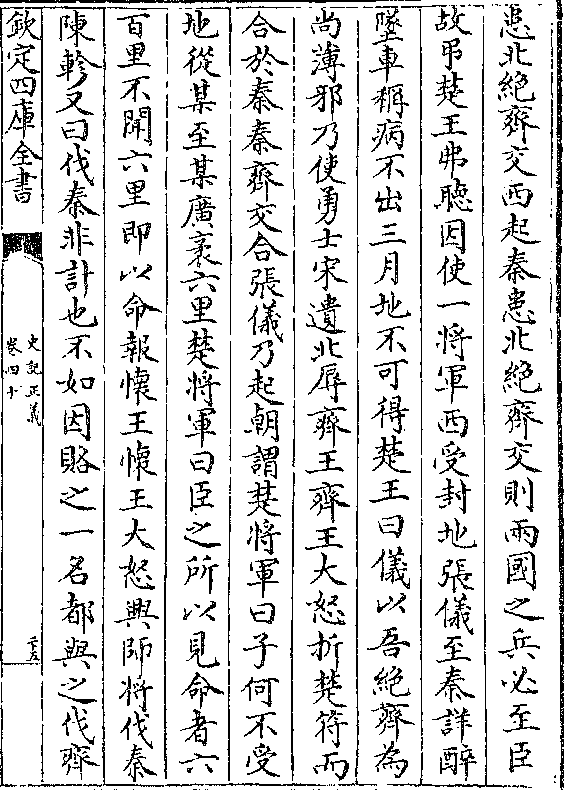 患北絶齊交西起秦患北絶齊交則兩國之兵必至臣
故弔楚王弗聽因使一將軍西受封地張儀至秦詳醉
墜車稱病不出三月地不可得楚王曰儀以吾絶齊為
尚薄邪乃使勇士宋遺北辱齊王齊王大怒折楚符而
合於秦秦齊交合張儀乃起朝謂楚將軍曰子何不受
地從某至某廣袤六里楚將軍曰臣之所以見命者六
百里不聞六里即以命報懷王懷王大怒興師將伐秦
陳軫又曰伐秦非計也不如因賂之一名都與之伐齊
欽定四庫全書
史記正義
卷四十
二十五